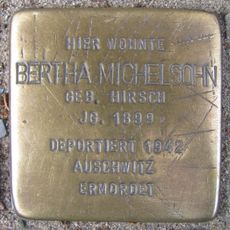 HIER WOHNTE
BERTHA MICHELSOHN
GEB. HIRSCH
JG. 1899
DEPORTIERT 1942
AUSCHWITZ
ERMORDET